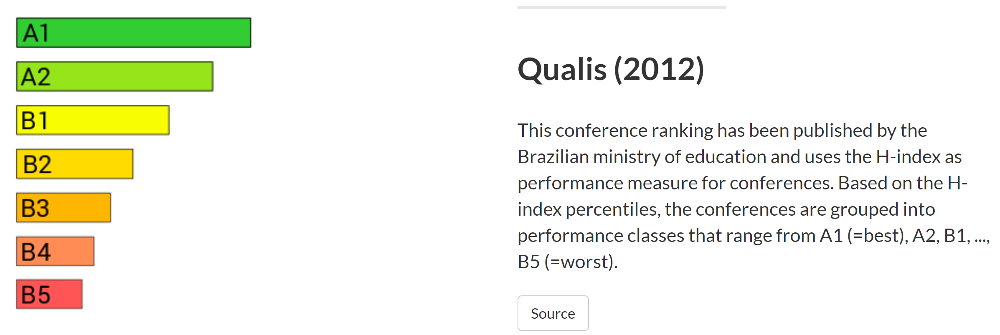 A1
A2
B1
B2
B3
B4
B5
Qualis (2012)
This conference ranking has been published by the
Brazilian ministry of education and uses the H-index as
performance measure for conferences. Based on the H-
index percentiles, the conferences are grouped into
performance classes that range from A1 (=best), A2, B1, ...,
B5 (=worst).
Source